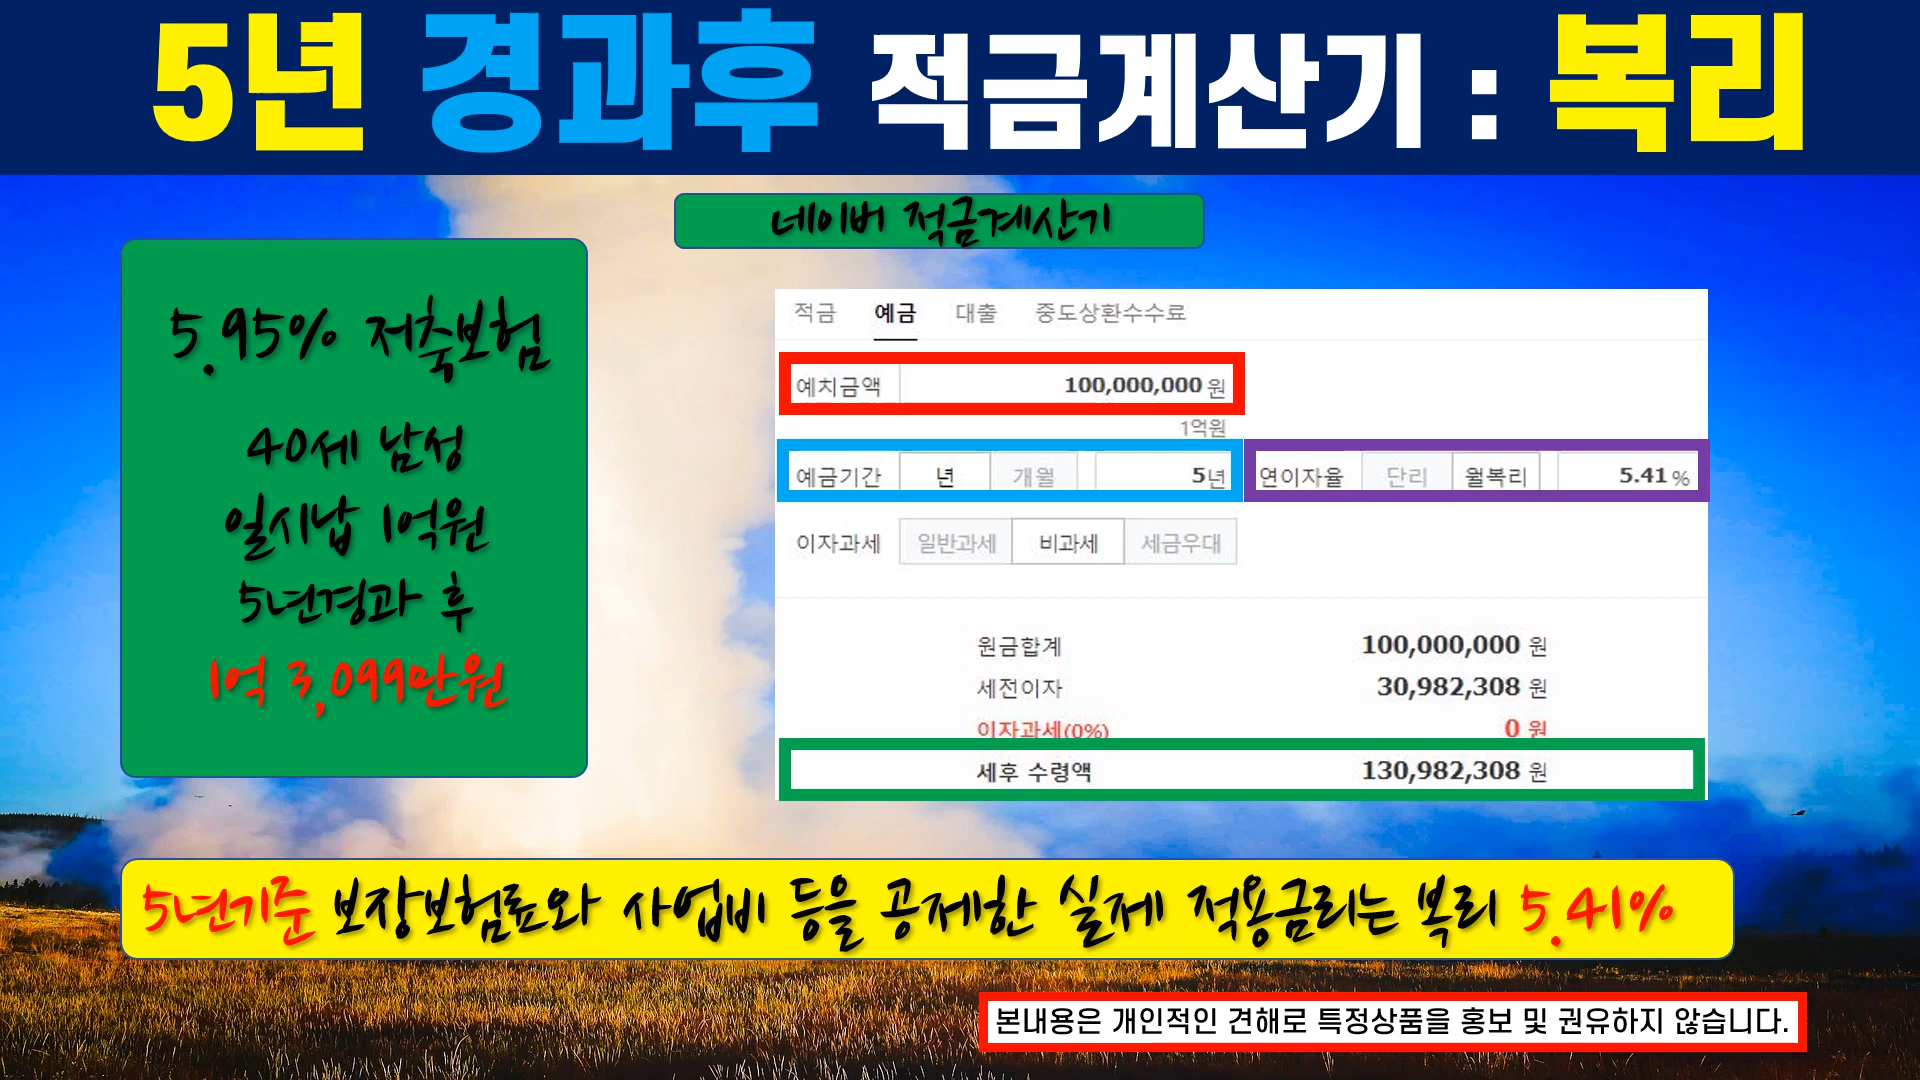 5년 경과후 적금계산기 : 복리
네이버 적금계산기
5.95% 저축보험
40세 남성
일시납 1억원
5년경과 후
1억 3,099만원
적금 예금 대출 중도상환수수료
예치금액 100,000,000 원
1억원
예금기간 년 개월 5년 연이자율 단리 월복리 5.41 %
이자과세 일반과세 비과세 세금우대
원금합계 100,000,000 원
세전이자 30,982,308 원
이자과세(0%) 0 원
세후 수령액 130,982,308 원
5년기준 보장보험료와 사업비 등을 공제한 실제 적용금리는 복리 5.41%
본내용은 개인적인 견해로 특정상품을 홍보 및 권유하지 않습니다.